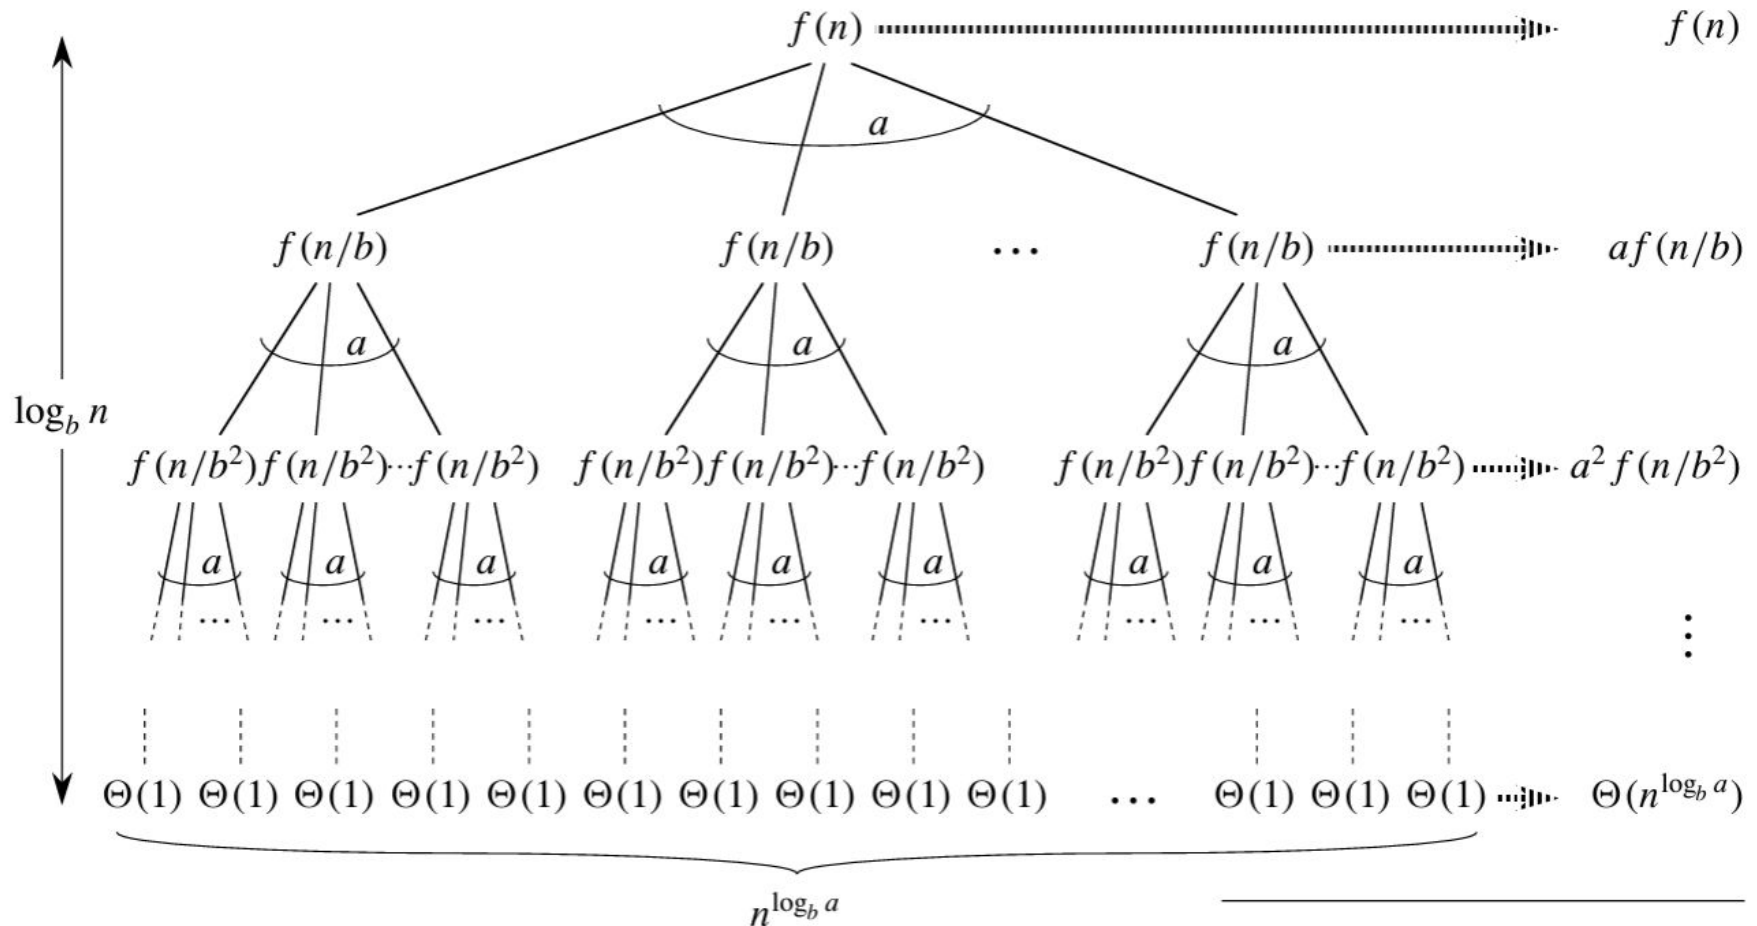 f (n) f (n)
a
f (n/b) f (n/b) ··· f (n/b) af (n/b)
a a a
log_b n
f (n/b²) f (n/b²) ··· f (n/b²) f (n/b²) f (n/b²) ··· f (n/b²) f (n/b²) f (n/b²) ··· f (n/b²) a² f (n/b²)
a a a a a a a a a
... ... ... ... ... ... ... ... ... ⋮
Θ(1) Θ(1) Θ(1) Θ(1) Θ(1) Θ(1) Θ(1) Θ(1) Θ(1) Θ(1) ... Θ(1) Θ(1) Θ(1) Θ(n^{log_b a})
n^{log_b a}